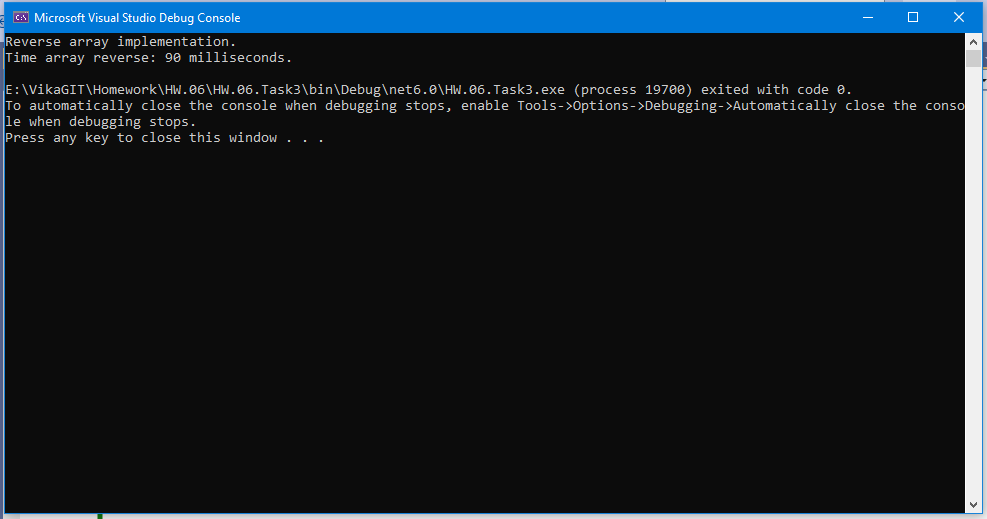 Microsoft Visual Studio Debug Console
Reverse array implementation.
Time array reverse: 90 milliseconds.
E:\VikaGIT\Homework\HW.06\HW.06.Task3\bin\Debug\net6.0\HW.06.Task3.exe (process 19700) exited with code 0.
To automatically close the console when debugging stops, enable Tools->Options->Debugging->Automatically close the conso
le when debugging stops.
Press any key to close this window . . .